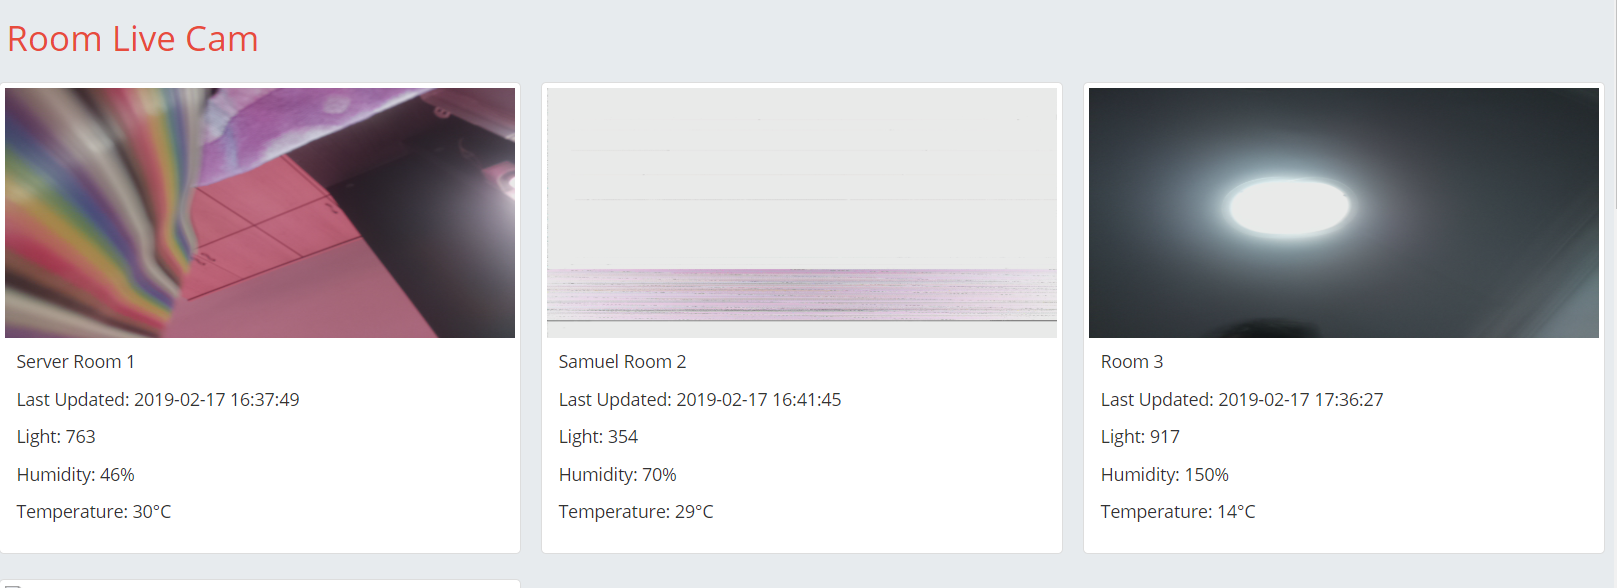 Room Live Cam
Server Room 1
Last Updated: 2019-02-17 16:37:49
Light: 763
Humidity: 46%
Temperature: 30°C
Samuel Room 2
Last Updated: 2019-02-17 16:41:45
Light: 354
Humidity: 70%
Temperature: 29°C
Room 3
Last Updated: 2019-02-17 17:36:27
Light: 917
Humidity: 150%
Temperature: 14°C